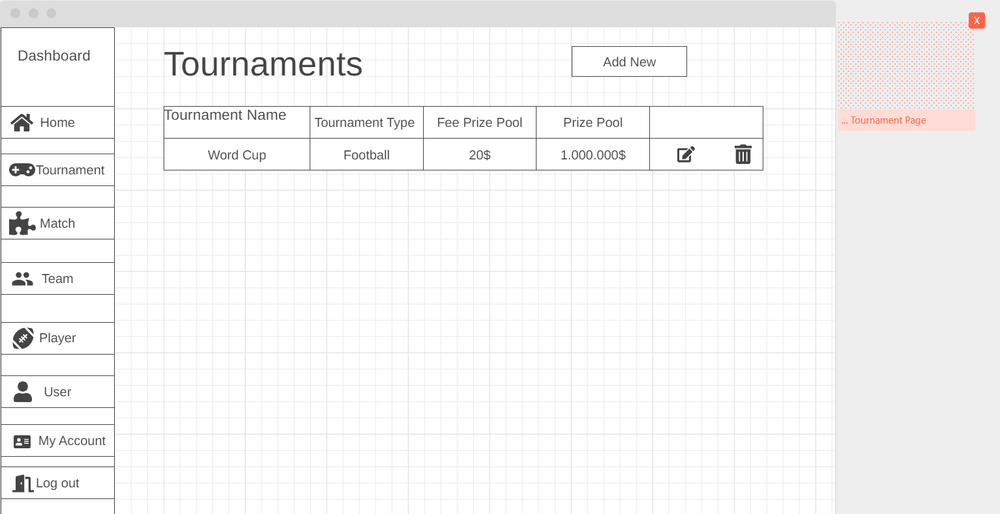 Dashboard
Home
Tournament
Match
Team
Player
User
My Account
Log out
Tournaments
Add New
Tournament Name
Tournament Type
Fee Prize Pool
Prize Pool
Word Cup
Football
20$
1.000.000$
X
... Tournament Page